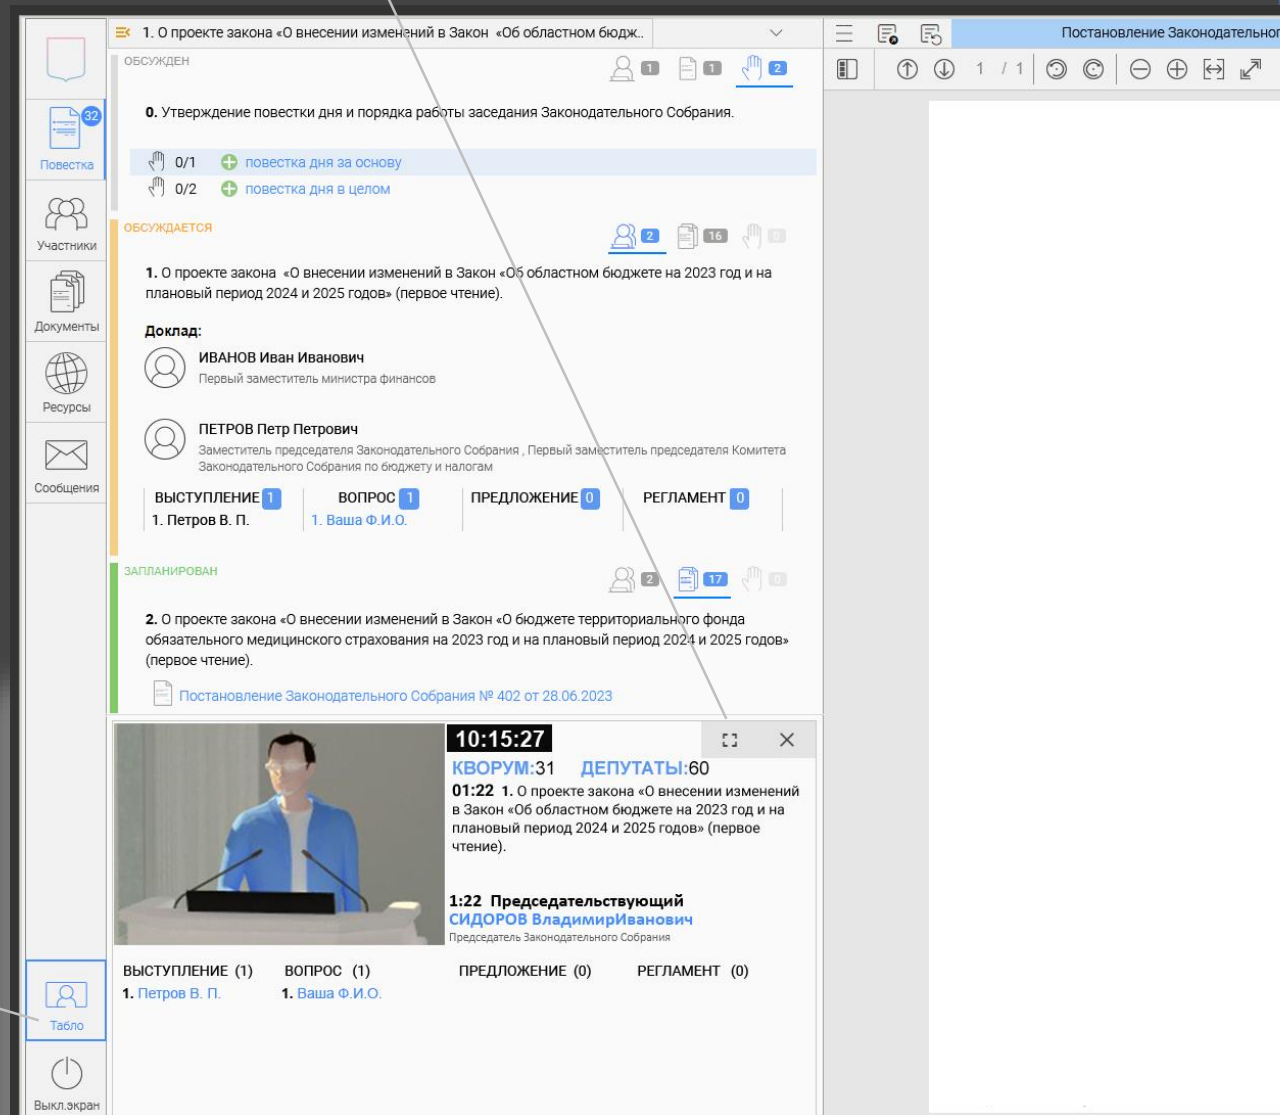 1. О проекте закона «О внесении изменений в Закон «Об областном бюдж..
Постановление Законодательног
1 / 1
32
Повестка
Участники
Документы
Ресурсы
Сообщения
ОБСУЖДЕН
1 1 2
0. Утверждение повестки дня и порядка работы заседания Законодательного Собрания.
0/1 повестка дня за основу
0/2 повестка дня в целом
ОБСУЖДАЕТСЯ
2 16 0
1. О проекте закона «О внесении изменений в Закон «Об областном бюджете на 2023 год и на
плановый период 2024 и 2025 годов» (первое чтение).
Доклад:
ИВАНОВ Иван Иванович
Первый заместитель министра финансов
ПЕТРОВ Петр Петрович
Заместитель председателя Законодательного Собрания , Первый заместитель председателя Комитета
Законодательного Собрания по бюджету и налогам
ВЫСТУПЛЕНИЕ 1 ВОПРОС 1 ПРЕДЛОЖЕНИЕ 0 РЕГЛАМЕНТ 0
1. Петров В. П. 1. Ваша Ф.И.О.
ЗАПЛАНИРОВАН
2 17 0
2. О проекте закона «О внесении изменений в Закон «О бюджете территориального фонда
обязательного медицинского страхования на 2023 год и на плановый период 2024 и 2025 годов»
(первое чтение).
Постановление Законодательного Собрания № 402 от 28.06.2023
10:15:27
КВОРУМ:31 ДЕПУТАТЫ:60
01:22 1. О проекте закона «О внесении изменений
в Закон «Об областном бюджете на 2023 год и на
плановый период 2024 и 2025 годов» (первое
чтение).
1:22 Председательствующий
СИДОРОВ ВладимирИванович
Председатель Законодательного Собрания
ВЫСТУПЛЕНИЕ (1) ВОПРОС (1) ПРЕДЛОЖЕНИЕ (0) РЕГЛАМЕНТ (0)
1. Петров В. П. 1. Ваша Ф.И.О.
Табло
Выкл.экран